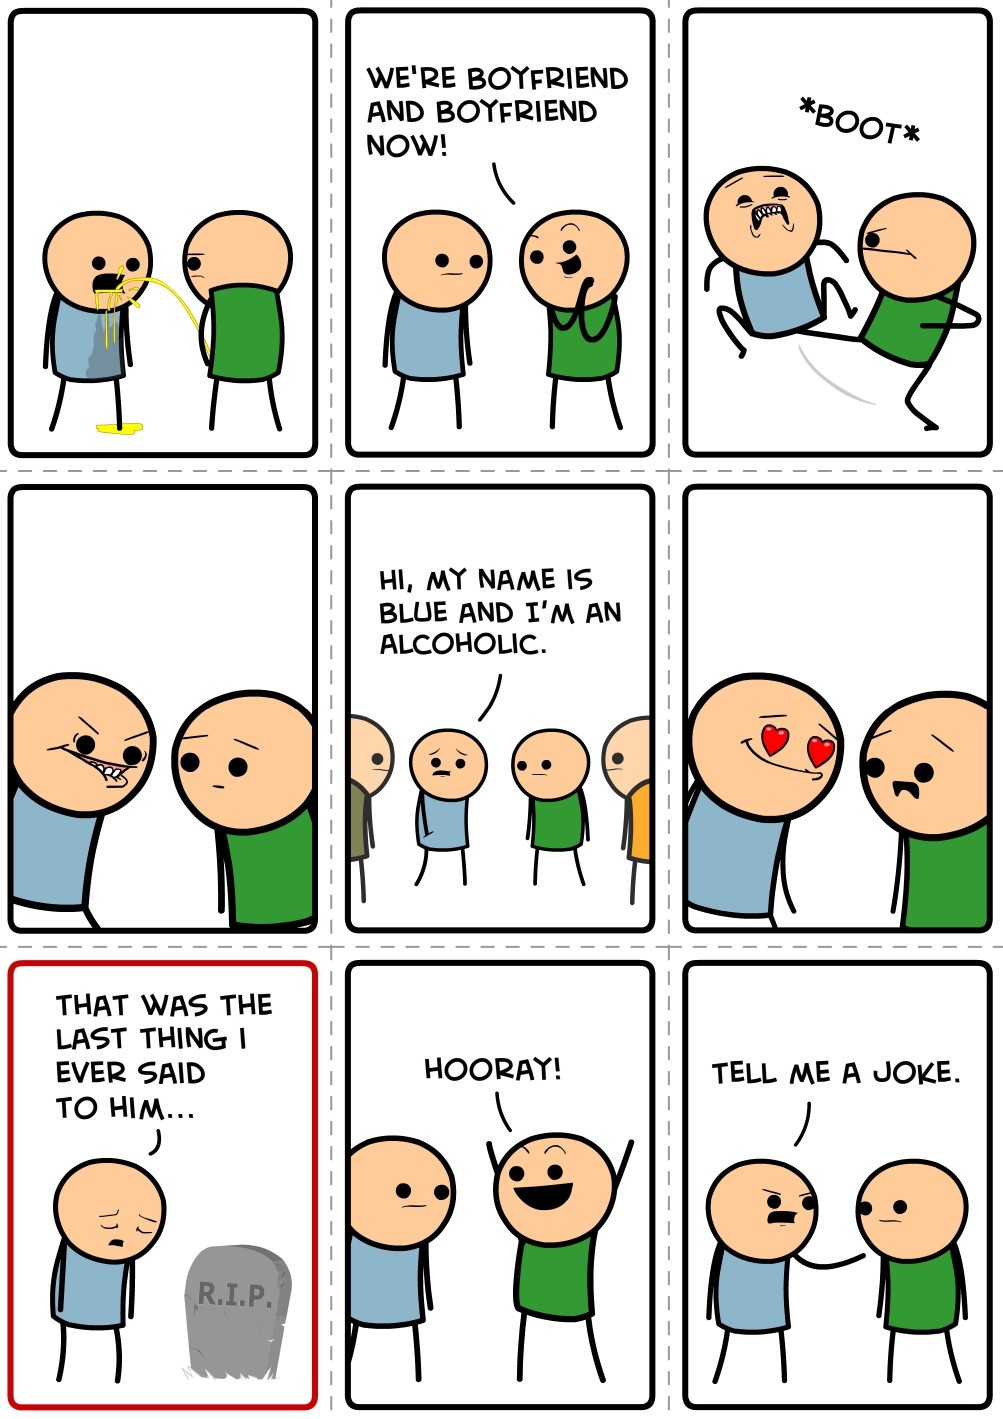 WE'RE BOYFRIEND
AND BOYFRIEND
NOW!
*BOOT*
HI, MY NAME IS
BLUE AND I'M AN
ALCOHOLIC.
THAT WAS THE
LAST THING I
EVER SAID
TO HIM...
R.I.P.
HOORAY!
TELL ME A JOKE.